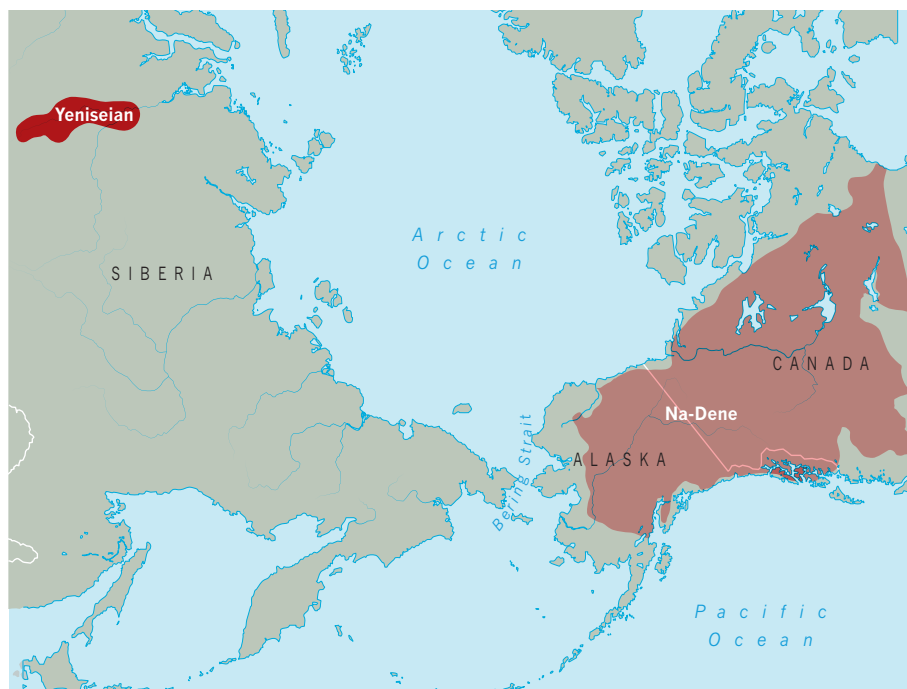 Yeniseian
Arctic
Ocean
SIBERIA
CANADA
Na-Dene
ALASKA
Bering Strait
Pacific
Ocean